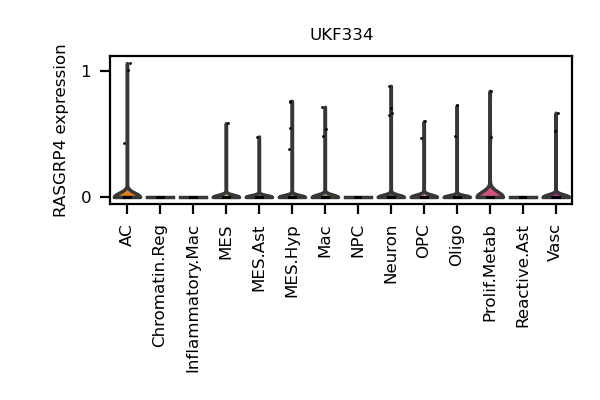 UKF334
RASGRP4 expression
1
0
AC
Chromatin.Reg
Inflammatory.Mac
MES
MES.Ast
MES.Hyp
Mac
NPC
Neuron
OPC
Oligo
Prolif.Metab
Reactive.Ast
Vasc